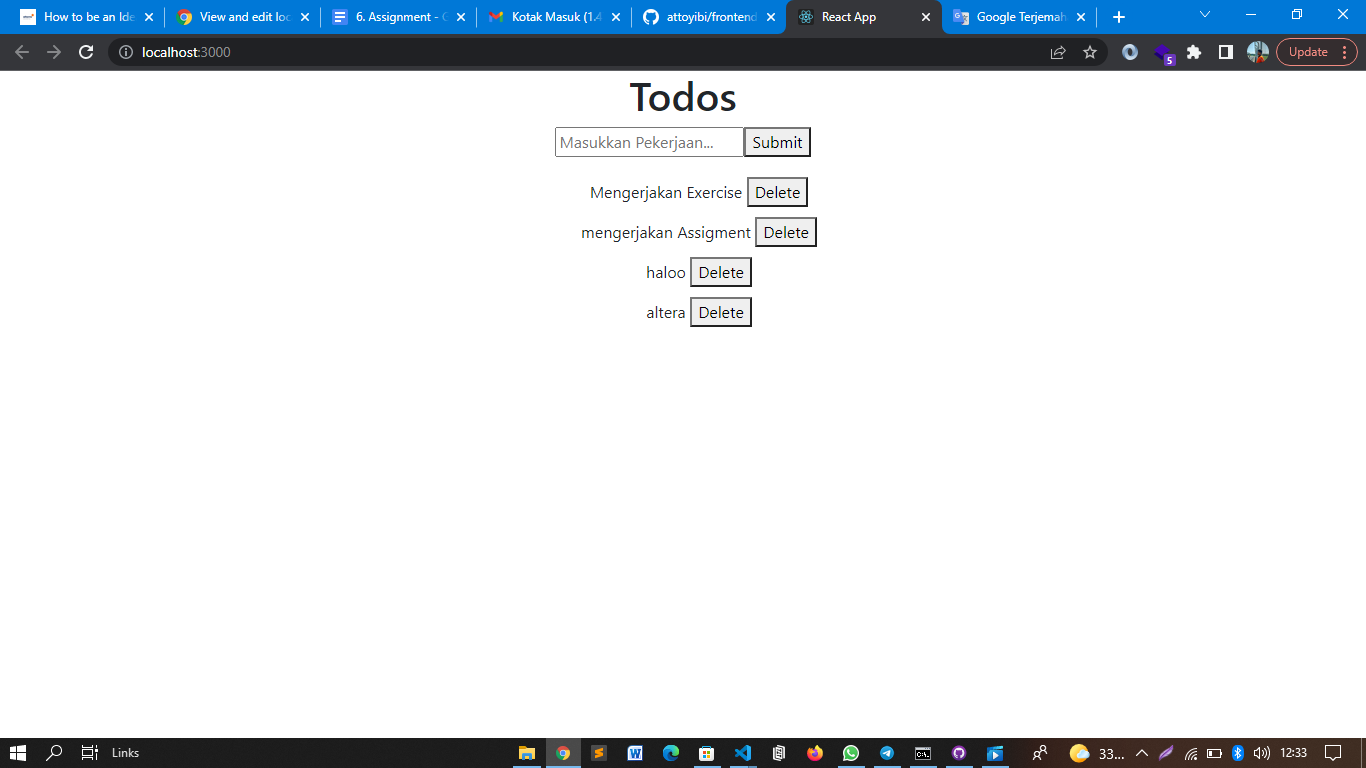 How to be an Ide
View and edit loc
6. Assignment - G
Kotak Masuk (1.4
attoyibi/frontend
React App
Google Terjemah
localhost:3000
5
Update
Todos
Masukkan Pekerjaan... Submit
Mengerjakan Exercise Delete
mengerjakan Assigment Delete
haloo Delete
altera Delete
Links
33...
12:33